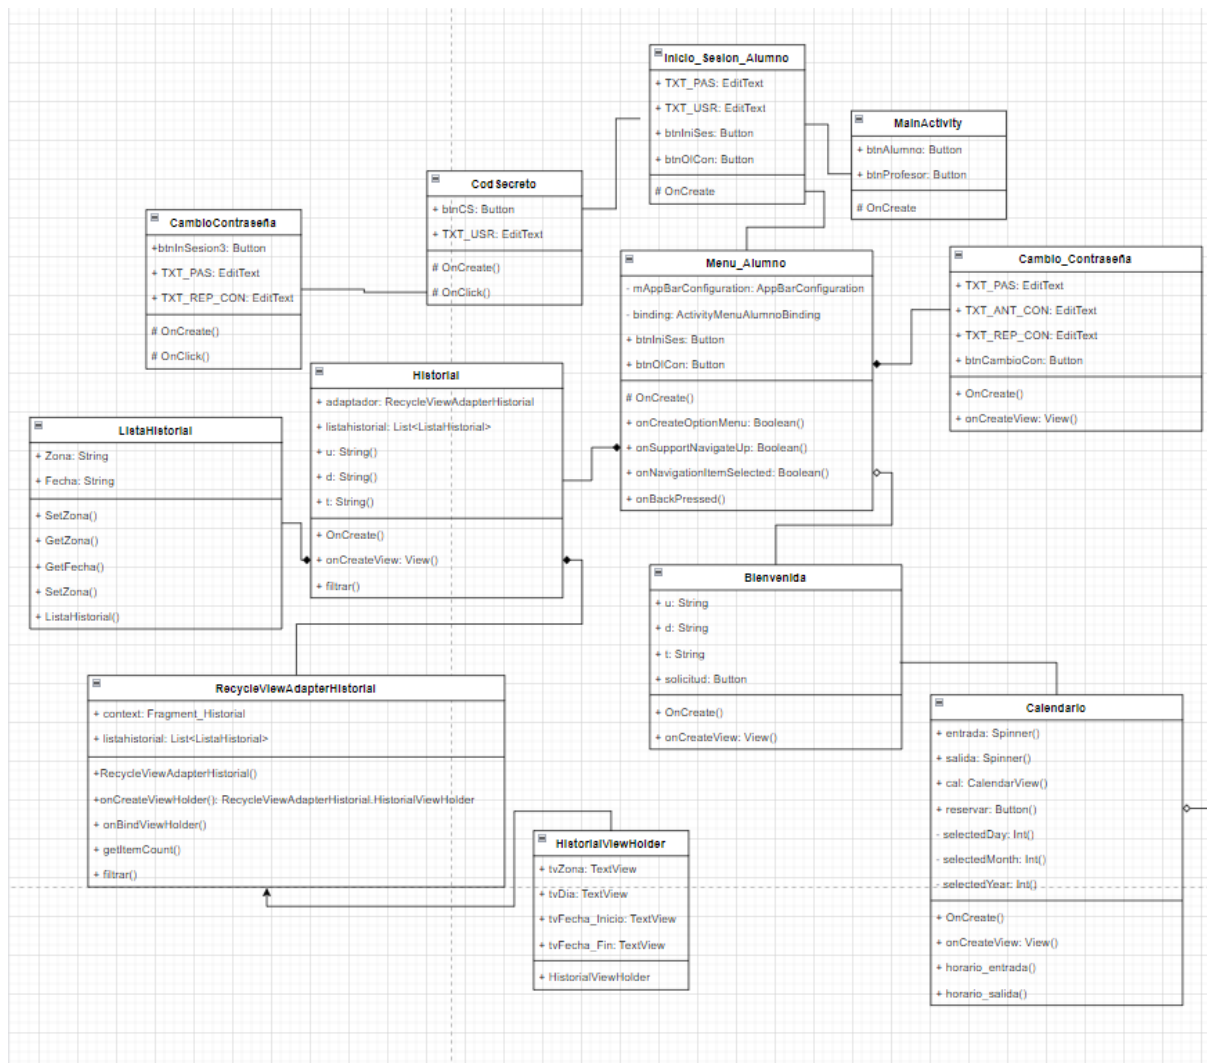 Inicio_Sesion_Alumno
+ TXT_PAS: EditText
+ TXT_USR: EditText
+ btnIniSes: Button
+ btnOlCon: Button
# OnCreate
MainActivity
+ btnAlumno: Button
+ btnProfesor: Button
# OnCreate
CodSecreto
+ btnCS: Button
+ TXT_USR: EditText
# OnCreate()
# OnClick()
CambioContraseña
+btnInSesion3: Button
+ TXT_PAS: EditText
+ TXT_REP_CON: EditText
# OnCreate()
# OnClick()
Menu_Alumno
- mAppBarConfiguration: AppBarConfiguration
- binding: ActivityMenuAlumnoBinding
+ btnIniSes: Button
+ btnOlCon: Button
# OnCreate()
+ onCreateOptionMenu: Boolean()
+ onSupportNavigateUp: Boolean()
+ onNavigationItemSelected: Boolean()
+ onBackPressed()
Cambio_Contraseña
+ TXT_PAS: EditText
+ TXT_ANT_CON: EditText
+ TXT_REP_CON: EditText
+ btnCambioCon: Button
+ OnCreate()
+ onCreateView: View()
Historial
+ adaptador: RecycleViewAdapterHistorial
+ listahistorial: List<ListaHistorial>
+ u: String()
+ d: String()
+ t: String()
+ OnCreate()
+ onCreateView: View()
+ filtrar()
ListaHistorial
+ Zona: String
+ Fecha: String
+ SetZona()
+ GetZona()
+ GetFecha()
+ SetZona()
+ ListaHistorial()
Bienvenida
+ u: String
+ d: String
+ t: String
+ solicitud: Button
+ OnCreate()
+ onCreateView: View()
RecycleViewAdapterHistorial
+ context: Fragment_Historial
+ listahistorial: List<ListaHistorial>
+RecycleViewAdapterHistorial()
+onCreateViewHolder(): RecycleViewAdapterHistorial.HistorialViewHolder
+ onBindViewHolder()
+ getItemCount()
+ filtrar()
HistorialViewHolder
+ tvZona: TextView
+ tvDia: TextView
+ tvFecha_Inicio: TextView
+ tvFecha_Fin: TextView
+ HistorialViewHolder
Calendario
+ entrada: Spinner()
+ salida: Spinner()
+ cal: CalendarView()
+ reservar: Button()
- selectedDay: Int()
- selectedMonth: Int()
- selectedYear: Int()
+ OnCreate()
+ onCreateView: View()
+ horario_entrada()
+ horario_salida()